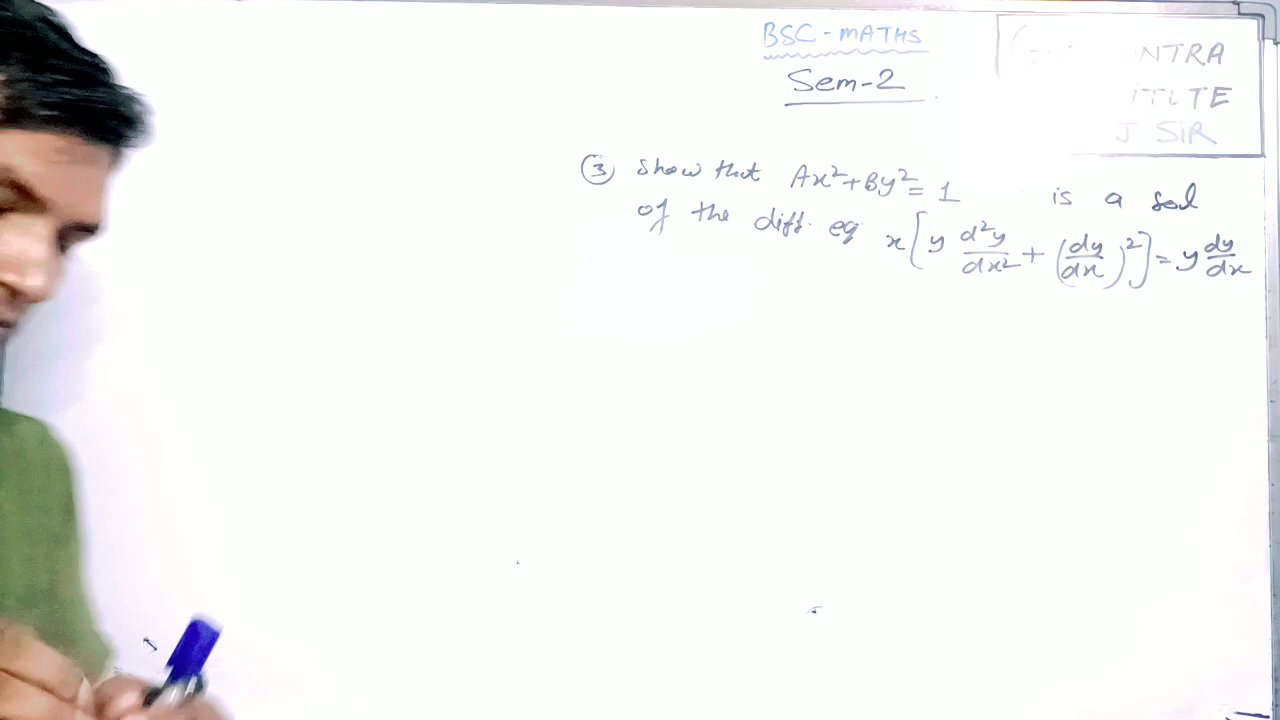 BSC-MATHS
Sem-2
NTRA
SIR
③ Show that Ax²+By²=1 is a sol
of the diff. eq x[y d²y/dx² + (dy/dx)²] = y dy/dx